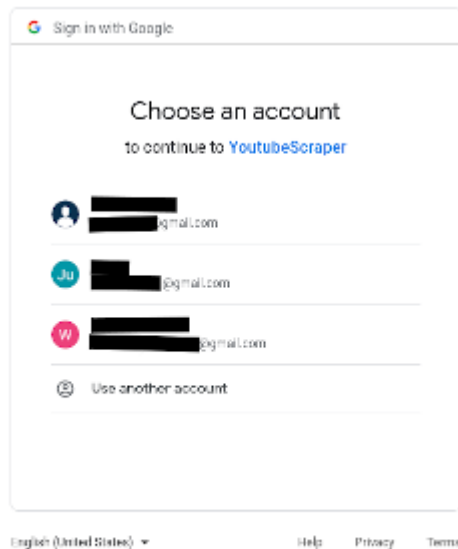 Sign in with Google
Choose an account
to continue to YoutubeScraper
@gmail.com
Ju
@gmail.com
W
@gmail.com
Use another account
English (United States)
Help Privacy Terms